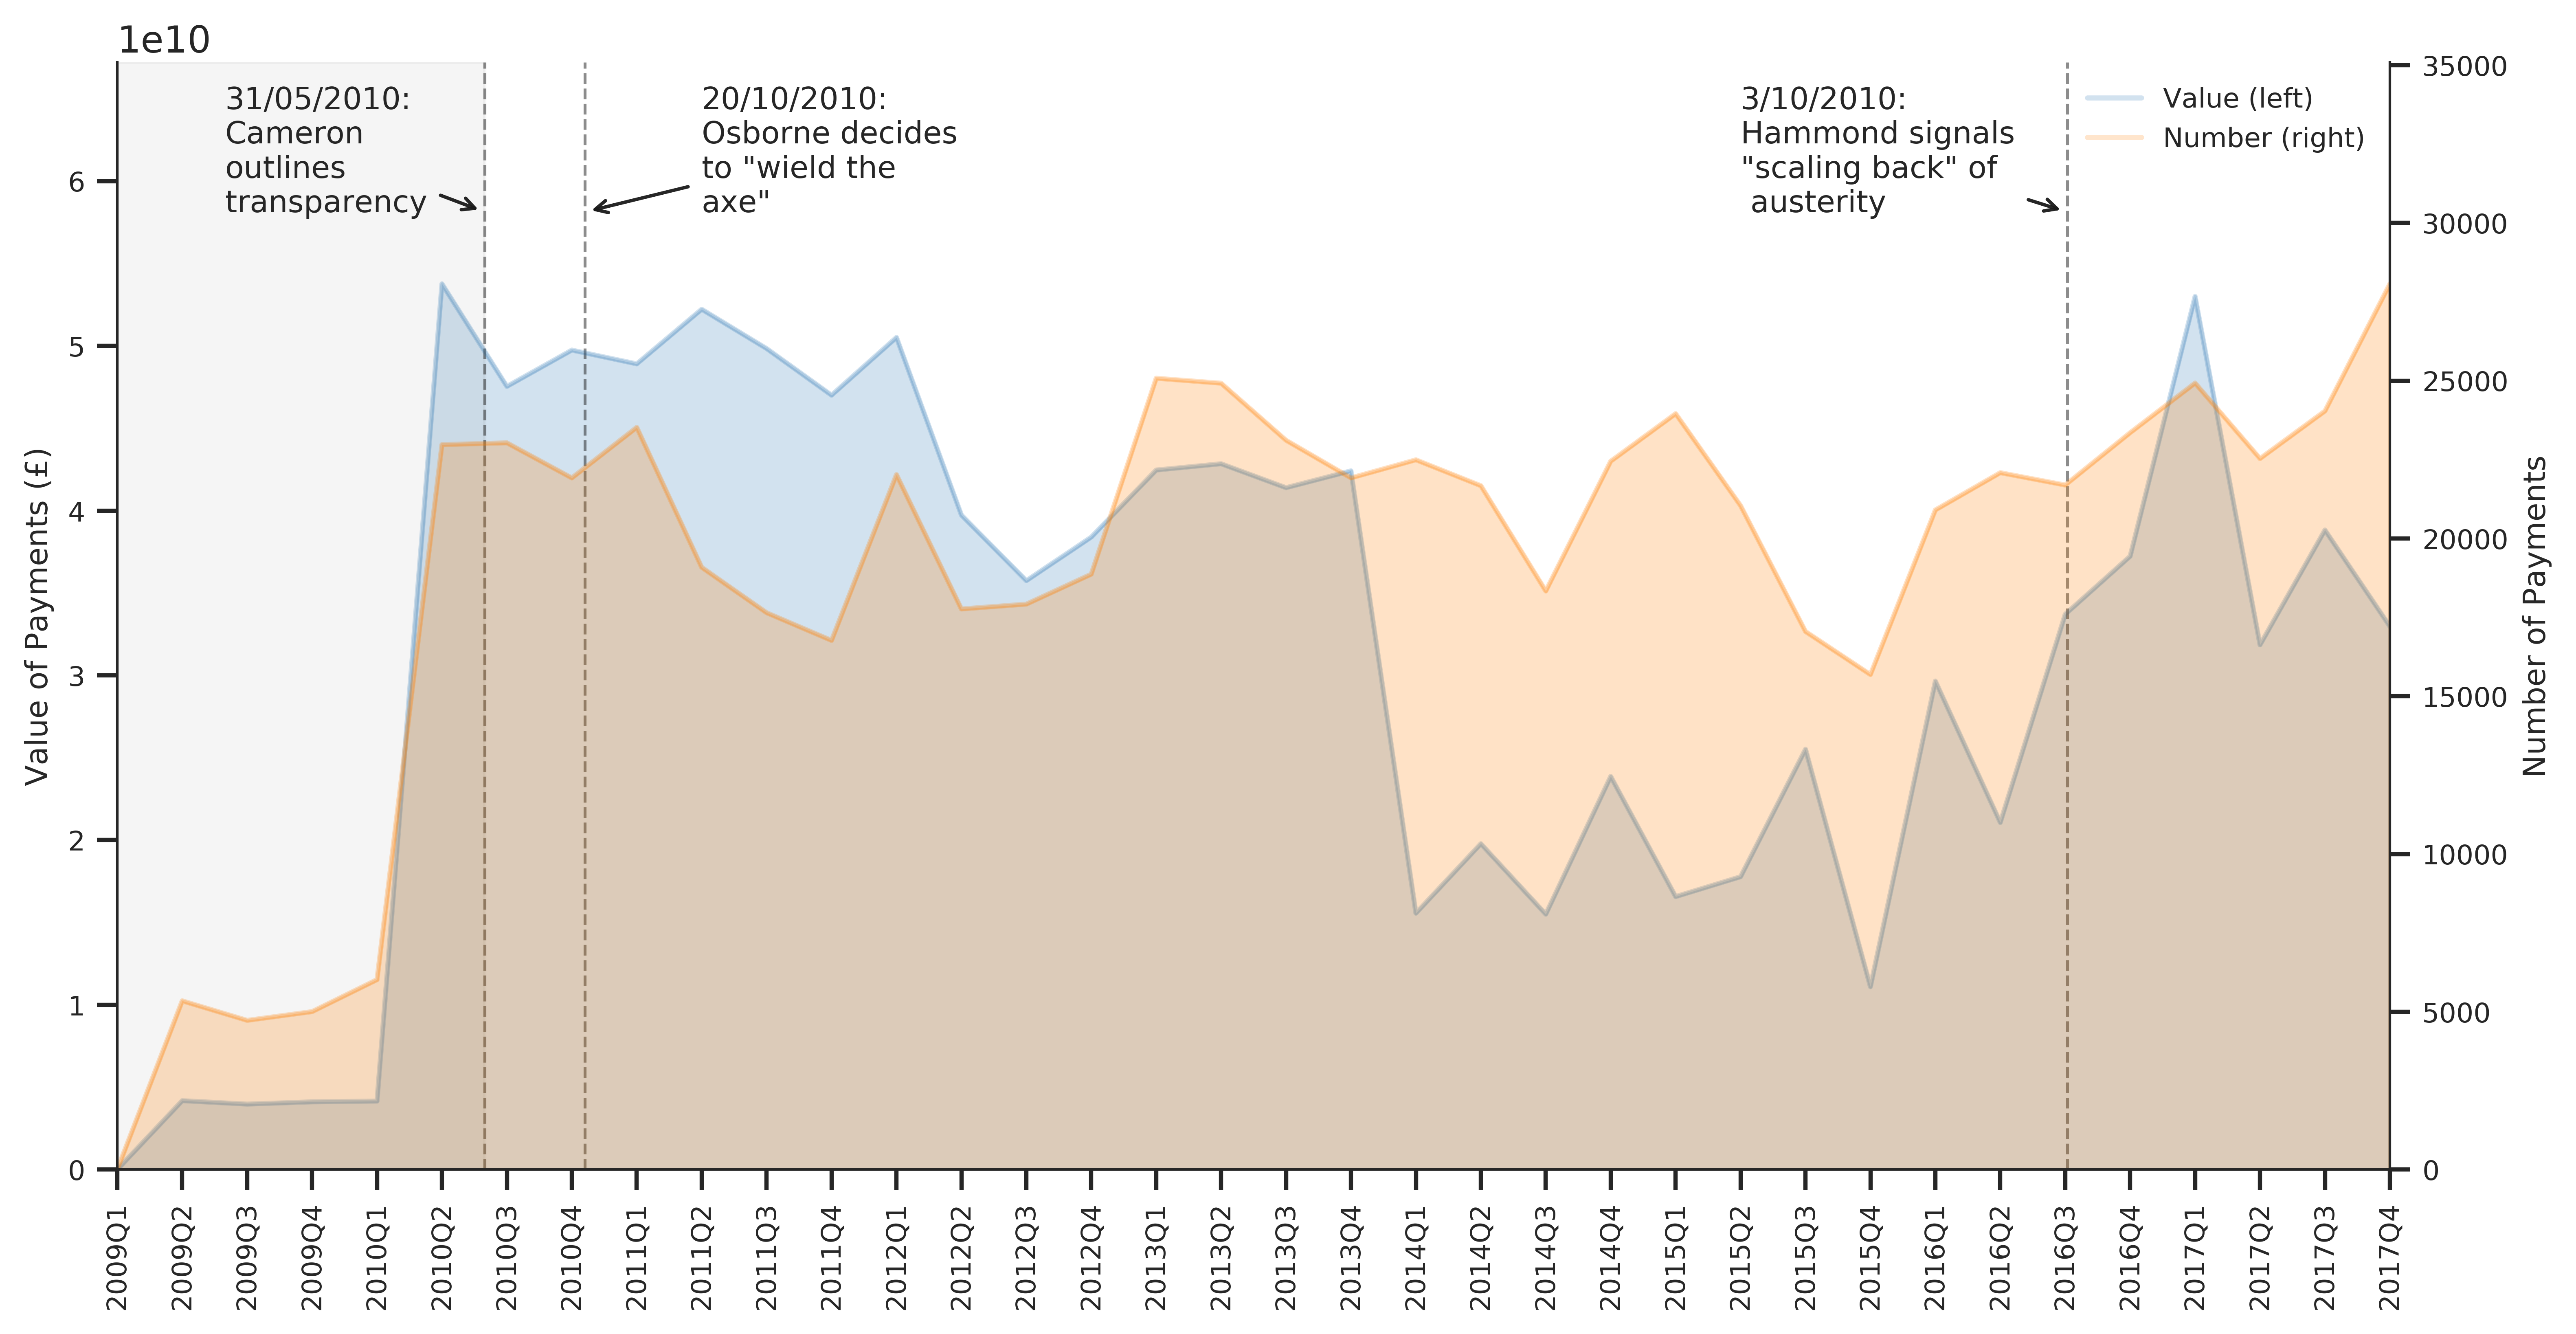 1e10
31/05/2010:
Cameron
outlines
transparency
20/10/2010:
Osborne decides
to "wield the
axe"
3/10/2010:
Hammond signals
"scaling back" of
austerity
Value (left)
Number (right)
Value of Payments (£)
6
5
4
3
2
1
0
35000
30000
25000
20000
15000
10000
5000
0
Number of Payments
2009Q1
2009Q2
2009Q3
2009Q4
2010Q1
2010Q2
2010Q3
2010Q4
2011Q1
2011Q2
2011Q3
2011Q4
2012Q1
2012Q2
2012Q3
2012Q4
2013Q1
2013Q2
2013Q3
2013Q4
2014Q1
2014Q2
2014Q3
2014Q4
2015Q1
2015Q2
2015Q3
2015Q4
2016Q1
2016Q2
2016Q3
2016Q4
2017Q1
2017Q2
2017Q3
2017Q4